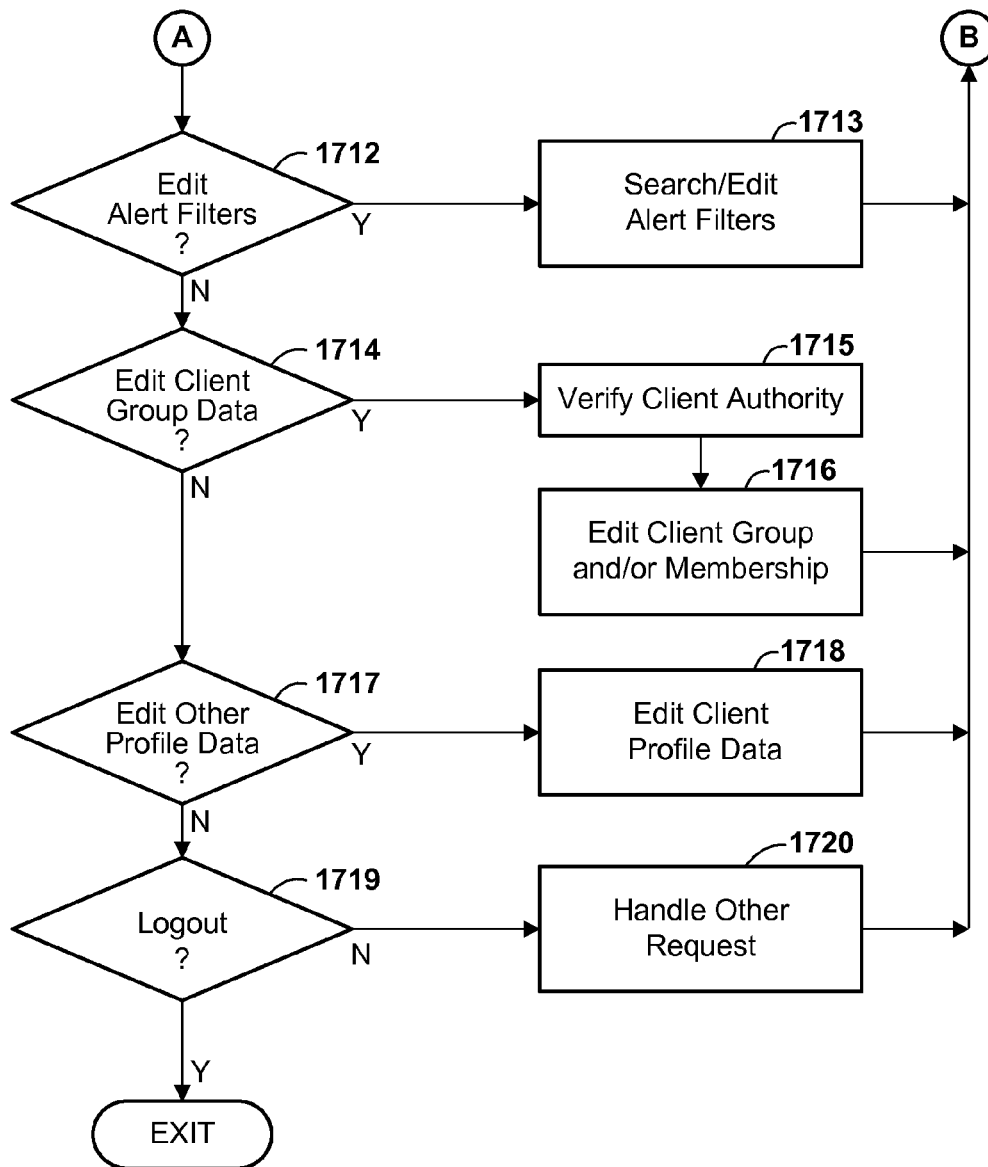 A
B
1712
Edit
Alert Filters
?
Y
N
1713
Search/Edit
Alert Filters
1714
Edit Client
Group Data
?
Y
N
1715
Verify Client Authority
1716
Edit Client Group
and/or Membership
1717
Edit Other
Profile Data
?
Y
N
1718
Edit Client
Profile Data
1719
Logout
?
N
Y
1720
Handle Other
Request
EXIT